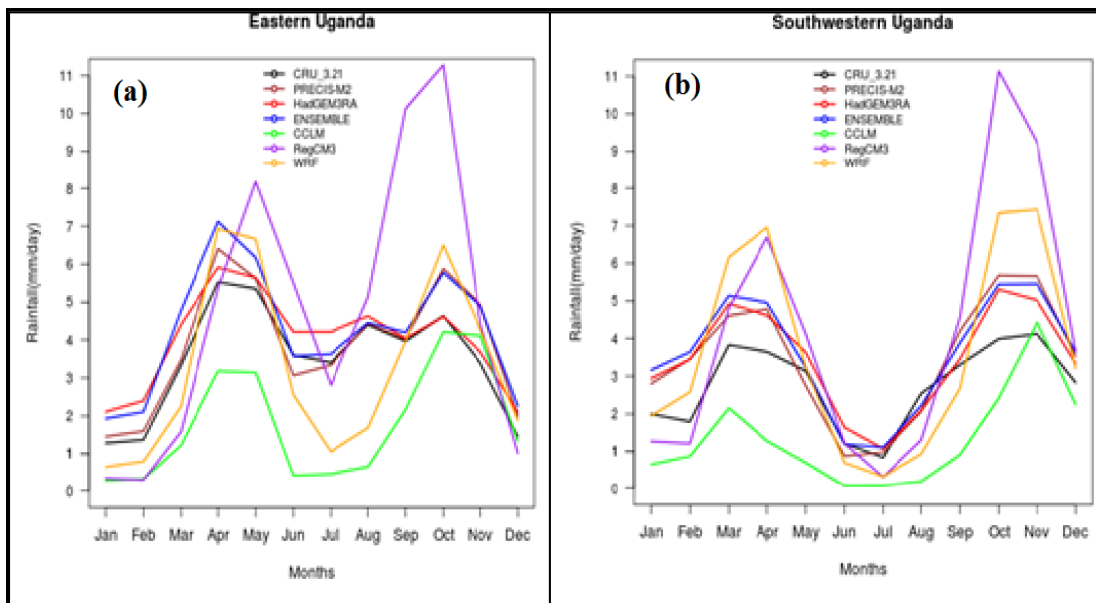 Eastern Uganda
(a)
CRU_3.21
PRECIS-M2
HadGEM3RA
ENSEMBLE
CCLM
RegCM3
WRF
Rainfall(mm/day)
11
10
9
8
7
6
5
4
3
2
1
0
Jan Feb Mar Apr May Jun Jul Aug Sep Oct Nov Dec
Months
Southwestern Uganda
(b)
CRU_3.21
PRECIS-M2
HadGEM3RA
ENSEMBLE
CCLM
RegCM3
WRF
Rainfall(mm/day)
11
10
9
8
7
6
5
4
3
2
1
0
Jan Feb Mar Apr May Jun Jul Aug Sep Oct Nov Dec
Months